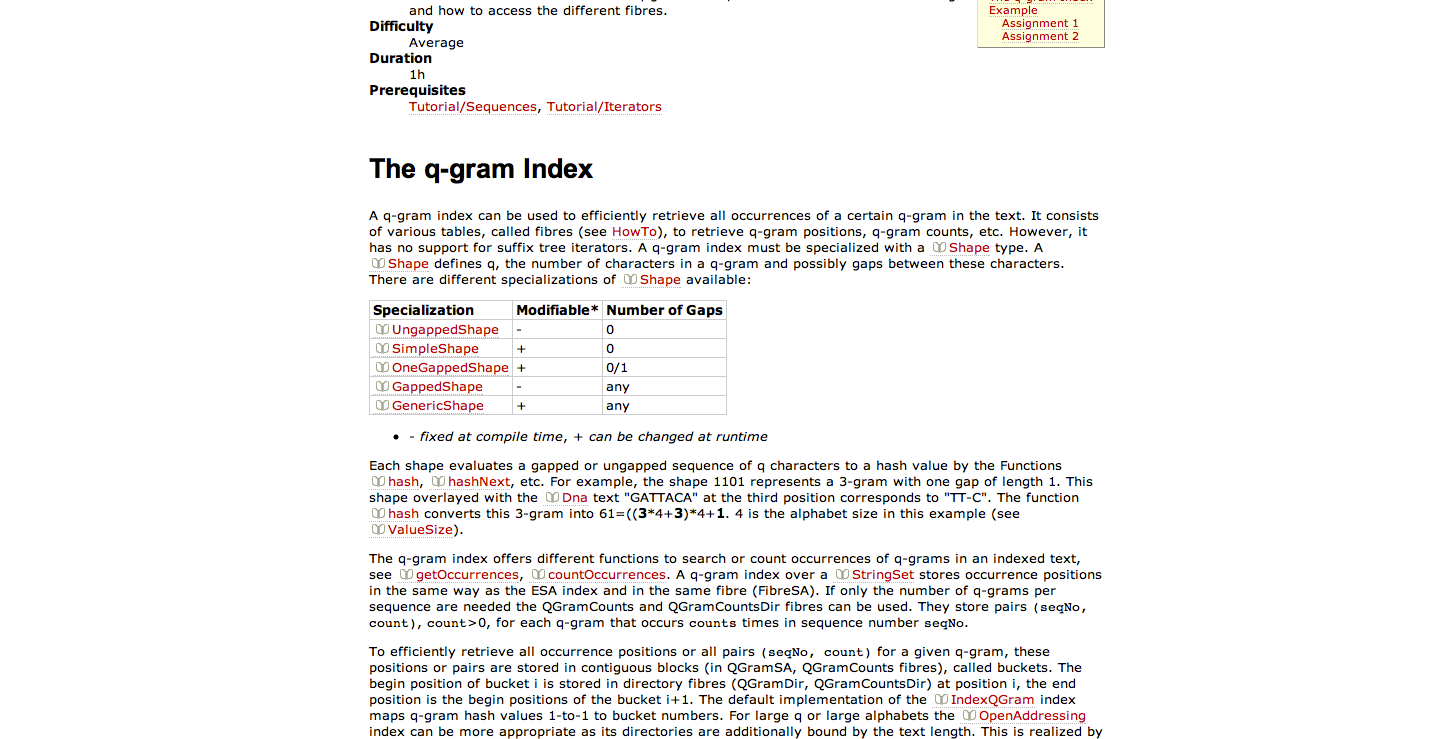 and how to access the different fibres.
Difficulty
Average
Duration
1h
Prerequisites
Tutorial/Sequences, Tutorial/Iterators
Example
Assignment 1
Assignment 2
The q-gram Index
A q-gram index can be used to efficiently retrieve all occurrences of a certain q-gram in the text. It consists
of various tables, called fibres (see HowTo), to retrieve q-gram positions, q-gram counts, etc. However, it
has no support for suffix tree iterators. A q-gram index must be specialized with a Shape type. A
Shape defines q, the number of characters in a q-gram and possibly gaps between these characters.
There are different specializations of Shape available:
Specialization Modifiable* Number of Gaps
UngappedShape - 0
SimpleShape + 0
OneGappedShape + 0/1
GappedShape - any
GenericShape + any
• - fixed at compile time, + can be changed at runtime
Each shape evaluates a gapped or ungapped sequence of q characters to a hash value by the Functions
hash, hashNext, etc. For example, the shape 1101 represents a 3-gram with one gap of length 1. This
shape overlayed with the Dna text "GATTACA" at the third position corresponds to "TT-C". The function
hash converts this 3-gram into 61=((3*4+3)*4+1. 4 is the alphabet size in this example (see
ValueSize).
The q-gram index offers different functions to search or count occurrences of q-grams in an indexed text,
see getOccurrences, countOccurrences. A q-gram index over a StringSet stores occurrence positions
in the same way as the ESA index and in the same fibre (FibreSA). If only the number of q-grams per
sequence are needed the QGramCounts and QGramCountsDir fibres can be used. They store pairs (seqNo,
count), count>0, for each q-gram that occurs counts times in sequence number seqNo.
To efficiently retrieve all occurrence positions or all pairs (seqNo, count) for a given q-gram, these
positions or pairs are stored in contiguous blocks (in QGramSA, QGramCounts fibres), called buckets. The
begin position of bucket i is stored in directory fibres (QGramDir, QGramCountsDir) at position i, the end
position is the begin positions of the bucket i+1. The default implementation of the IndexQGram index
maps q-gram hash values 1-to-1 to bucket numbers. For large q or large alphabets the OpenAddressing
index can be more appropriate as its directories are additionally bound by the text length. This is realized by